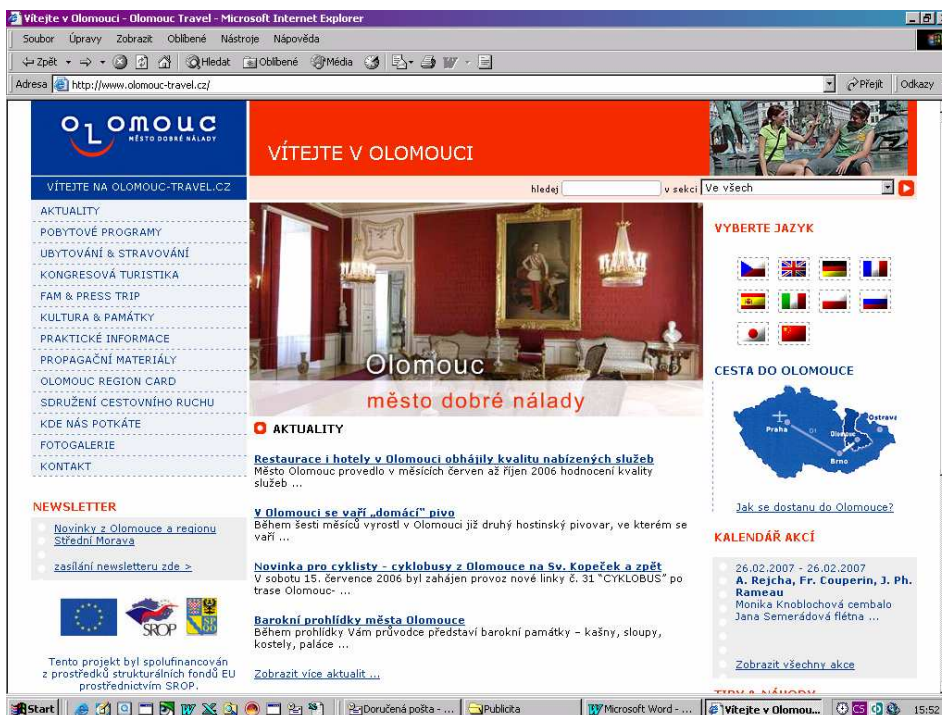 Vítejte v Olomouci - Olomouc Travel - Microsoft Internet Explorer
Soubor Úpravy Zobrazit Oblíbené Nástroje Nápověda
Zpět Hledat Oblíbené Média
Adresa http://www.olomouc-travel.cz/ Přejít Odkazy
olomouc
MĚSTO DOBRÉ NÁLADY
VÍTEJTE V OLOMOUCI
VÍTEJTE NA OLOMOUC-TRAVEL.CZ
hledej v sekci Ve všech
AKTUALITY
POBYTOVÉ PROGRAMY
UBYTOVÁNÍ & STRAVOVÁNÍ
KONGRESOVÁ TURISTIKA
FAM & PRESS TRIP
KULTURA & PAMÁTKY
PRAKTICKÉ INFORMACE
PROPAGAČNÍ MATERIÁLY
OLOMOUC REGION CARD
SDRUŽENÍ CESTOVNÍHO RUCHU
KDE NÁS POTKÁTE
FOTOGALERIE
KONTAKT
NEWSLETTER
Novinky z Olomouce a regionu
Střední Morava
zasílání newsletteru zde >
SROP
Tento projekt byl spolufinancován
z prostředků strukturálních fondů EU
prostřednictvím SROP.
Olomouc
město dobré nálady
AKTUALITY
Restaurace i hotely v Olomouci obhájily kvalitu nabízených služeb
Město Olomouc provedlo v měsících červen až říjen 2006 hodnocení kvality
služeb ...
V Olomouci se vaří „domácí“ pivo
Během šesti měsíců vyrostl v Olomouci již druhý hostinský pivovar, ve kterém se
vaří ...
Novinka pro cyklisty - cyklobusy z Olomouce na Sv. Kopeček a zpět
V sobotu 15. července 2006 byl zahájen provoz nové linky č. 31 "CYKLOBUS" po
trase Olomouc- ...
Barokní prohlídky města Olomouce
Během prohlídky Vám průvodce představí barokní památky - kašny, sloupy,
kostely, paláce ...
Zobrazit více aktualit ...
VYBERTE JAZYK
CESTA DO OLOMOUCE
Praha
D1
Olomouc
Ostrava
Brno
Jak se dostanu do Olomouce?
KALENDÁŘ AKCÍ
26.02.2007 - 26.02.2007
A. Rejcha, Fr. Couperin, J. Ph.
Rameau
Monika Knoblochová cembalo
Jana Semerádová flétna ...
Zobrazit všechny akce
TIPY A NÁVODY
Start Doručená pošta - ... Publicita Microsoft Word - ... Vítejte v Olomou... CS 15:52